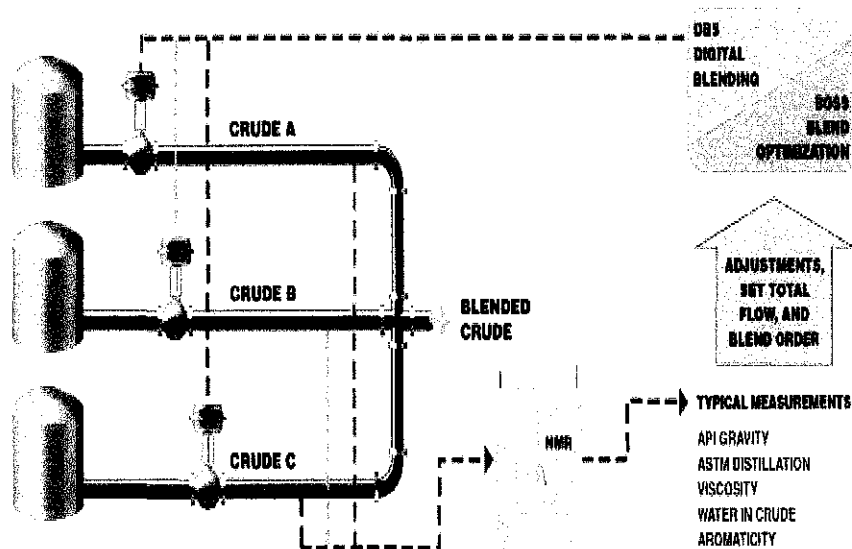 DBS
DIGITAL
BLENDING
BOSS
BLEND
OPTIMIZATION
CRUDE A
CRUDE B
BLENDED
CRUDE
CRUDE C
ADJUSTMENTS,
SET TOTAL
FLOW, AND
BLEND ORDER
NMR
TYPICAL MEASUREMENTS
API GRAVITY
ASTM DISTILLATION
VISCOSITY
WATER IN CRUDE
AROMATICITY